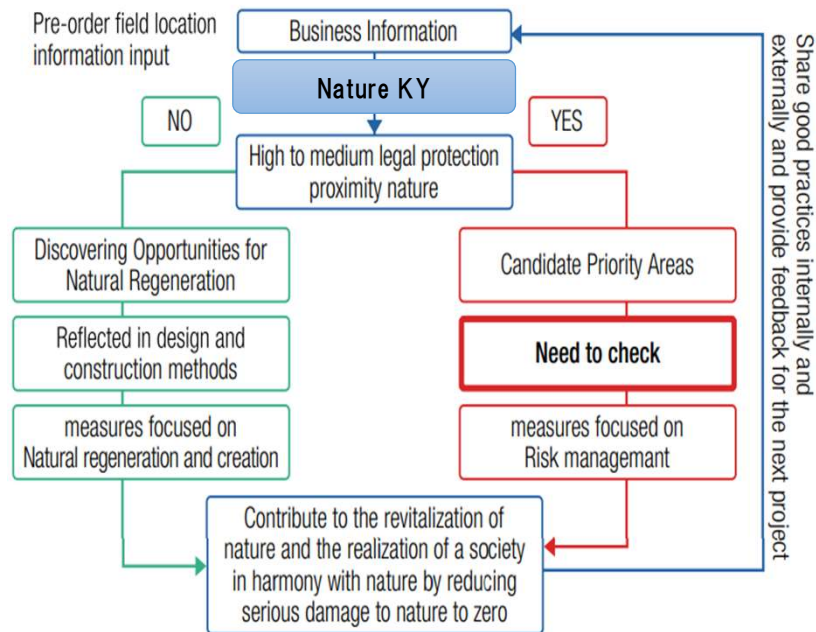 Pre-order field location
information input
Business Information
Nature KY
NO
YES
High to medium legal protection
proximity nature
Discovering Opportunities for
Natural Regeneration
Reflected in design and
construction methods
measures focused on
Natural regeneration and creation
Candidate Priority Areas
Need to check
measures focused on
Risk managemant
Contribute to the revitalization of
nature and the realization of a society
in harmony with nature by reducing
serious damage to nature to zero
Share good practices internally and
externally and provide feedback for the next project